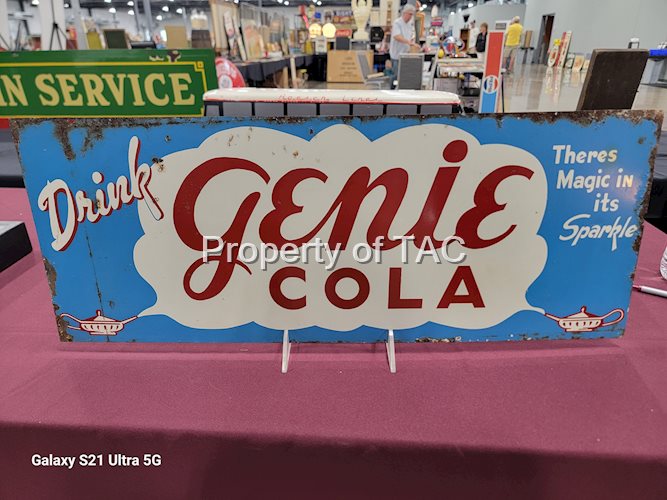 N SERVICE
Drink
Genie
COLA
Theres
Magic in
its
Sparkle
Property of TAC
Galaxy S21 Ultra 5G